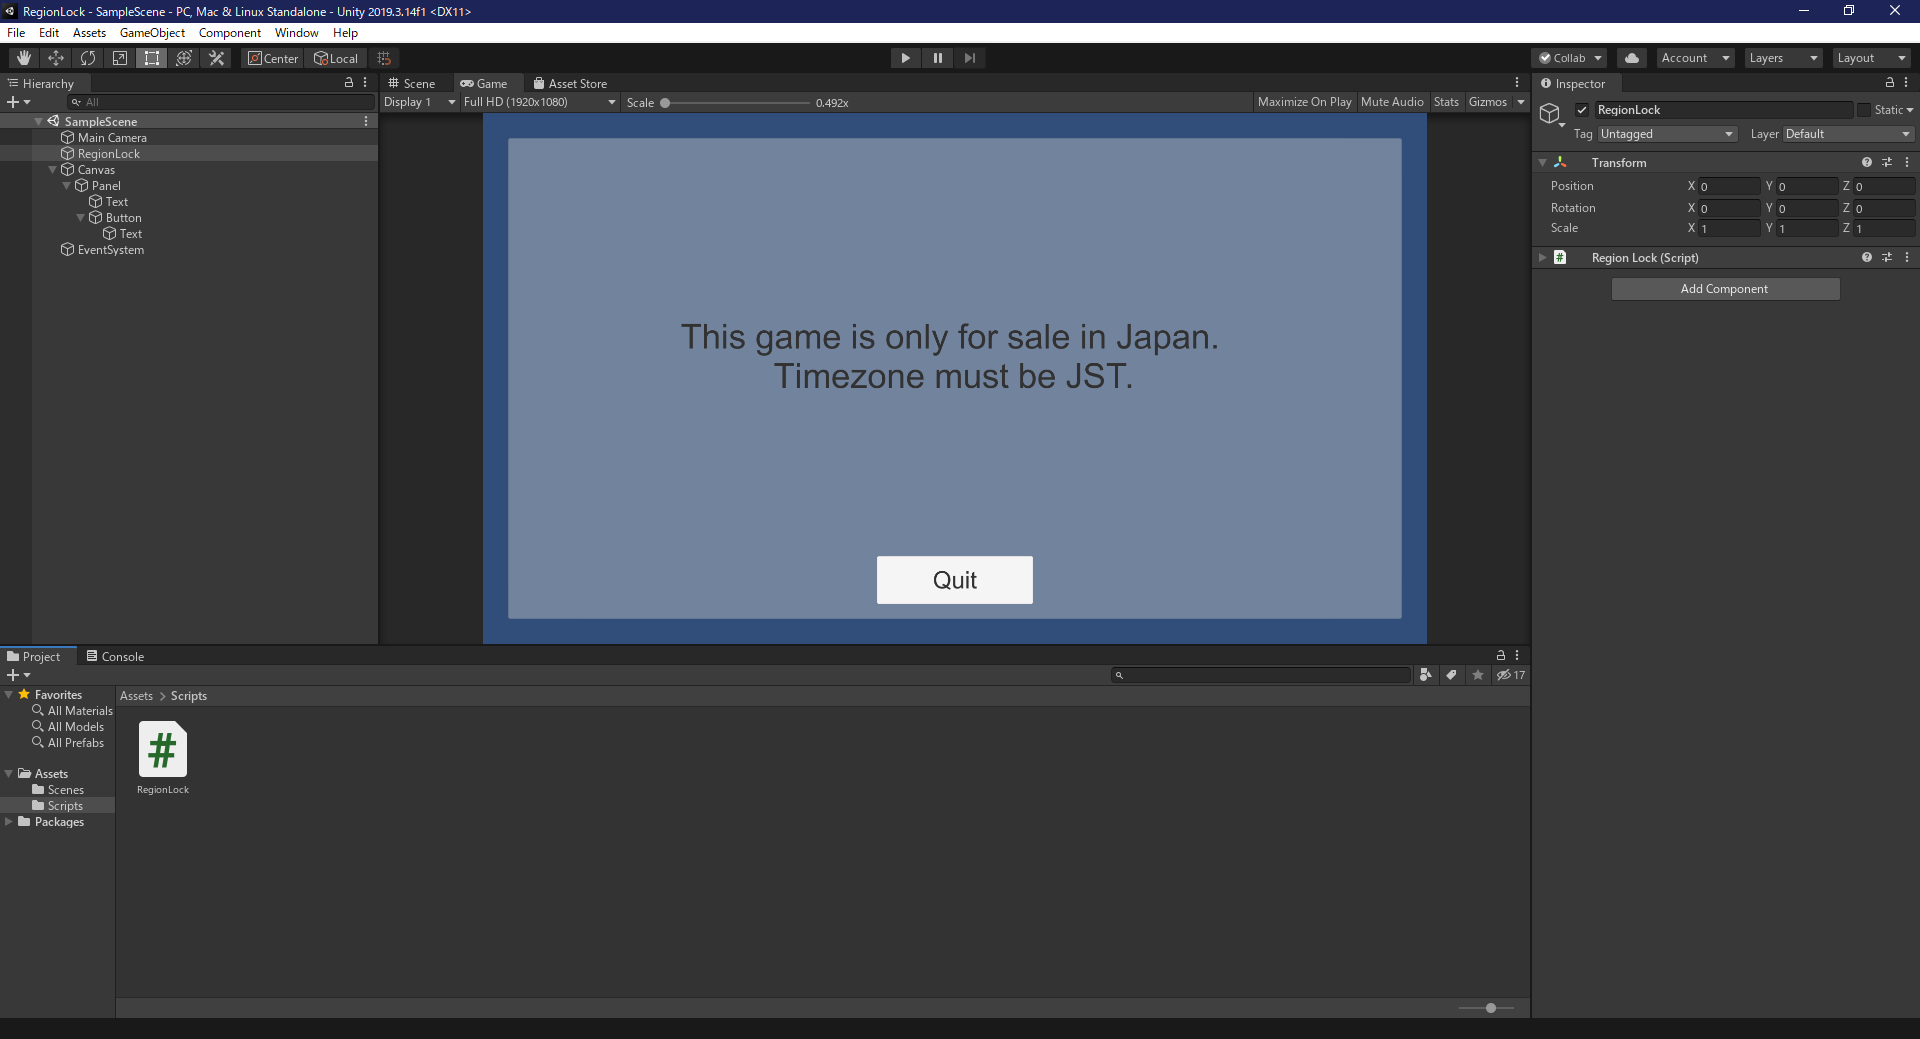 RegionLock - SampleScene - PC, Mac & Linux Standalone - Unity 2019.3.14f1 <DX11>
File Edit Assets GameObject Component Window Help
Center Local Collab Account Layers Layout
Hierarchy
All
SampleScene
Main Camera
RegionLock
Canvas
Panel
Text
Button
Text
EventSystem
Scene Game Asset Store
Display 1 Full HD (1920x1080) Scale 0.492x Maximize On Play Mute Audio Stats Gizmos
This game is only for sale in Japan.
Timezone must be JST.
Quit
Inspector
RegionLock Static
Tag Untagged Layer Default
Transform
Position X 0 Y 0 Z 0
Rotation X 0 Y 0 Z 0
Scale X 1 Y 1 Z 1
# Region Lock (Script)
Add Component
Project Console
17
Favorites
All Materials
All Models
All Prefabs
Assets
Scenes
Scripts
Packages
Assets > Scripts
#
RegionLock